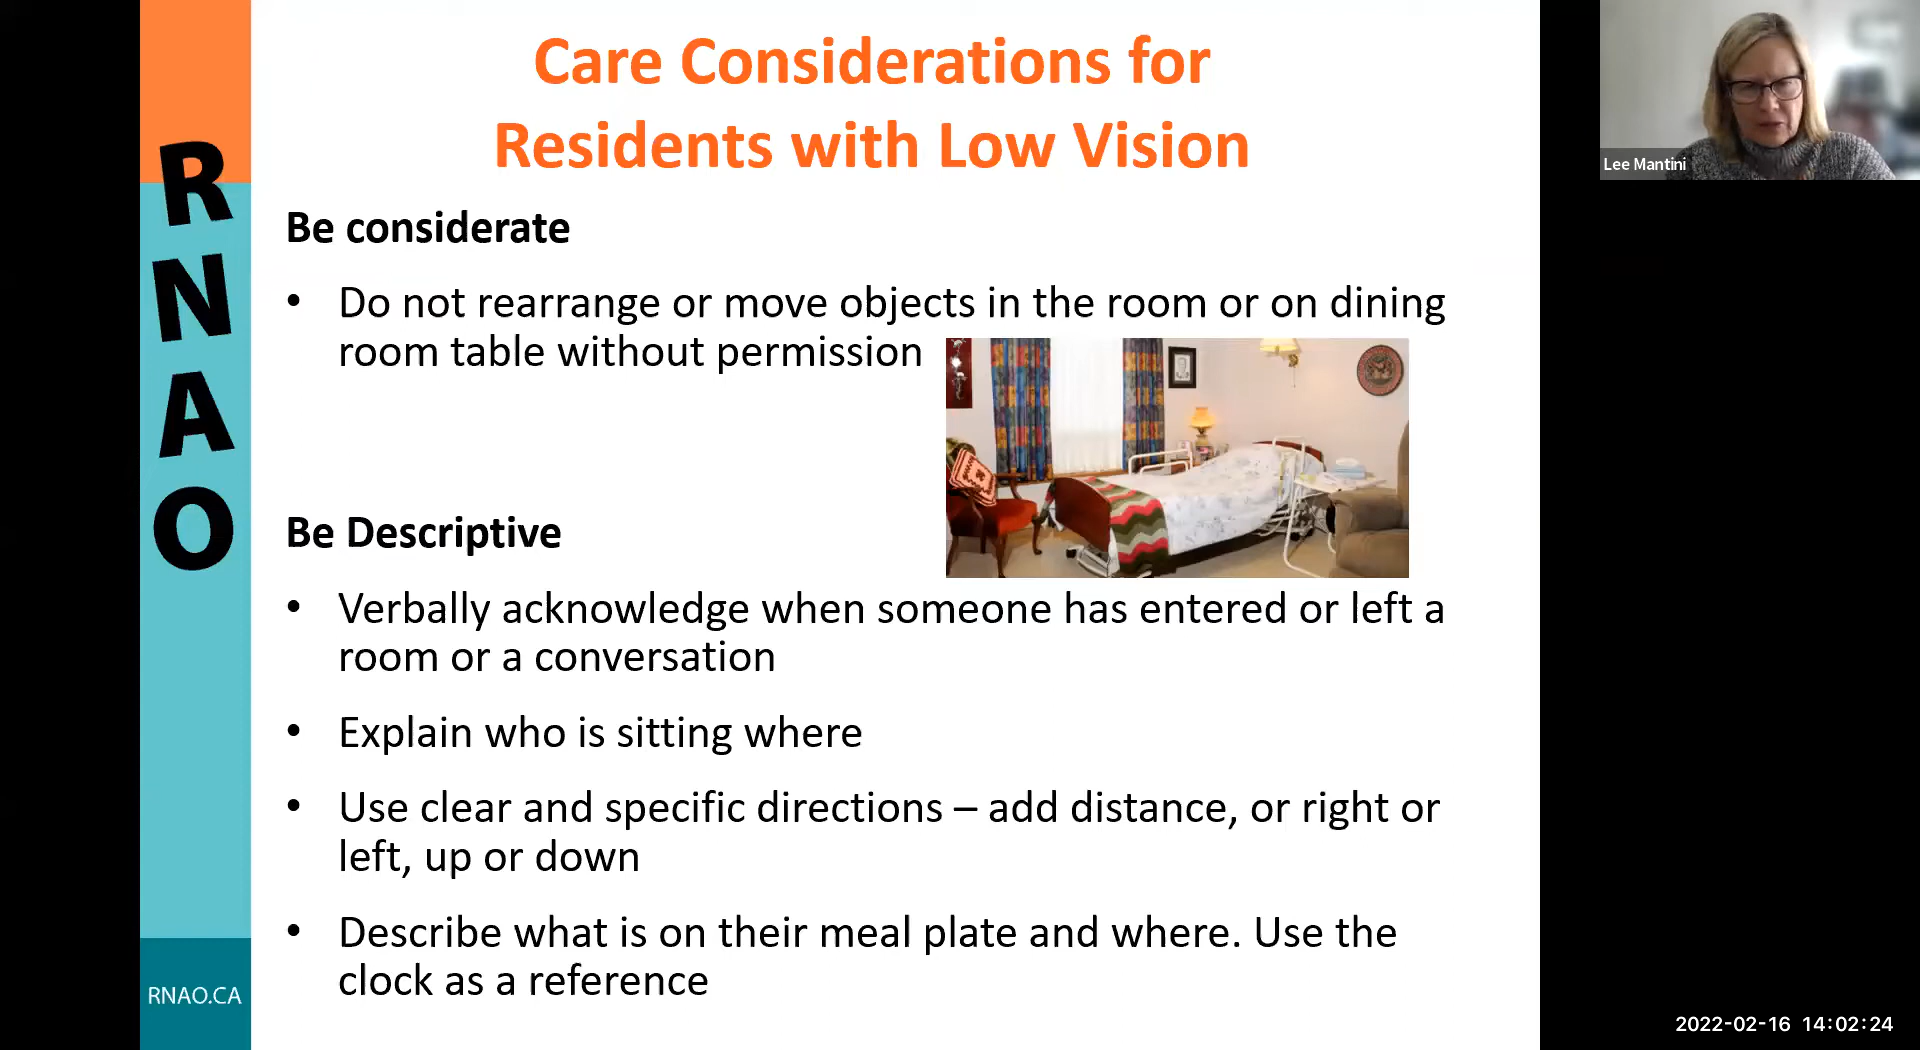 Care Considerations for
Residents with Low Vision
Be considerate
• Do not rearrange or move objects in the room or on dining
room table without permission
Be Descriptive
• Verbally acknowledge when someone has entered or left a
room or a conversation
• Explain who is sitting where
• Use clear and specific directions – add distance, or right or
left, up or down
• Describe what is on their meal plate and where. Use the
clock as a reference
RNAO
RNAO.CA
Lee Mantini
2022-02-16 14:02:24